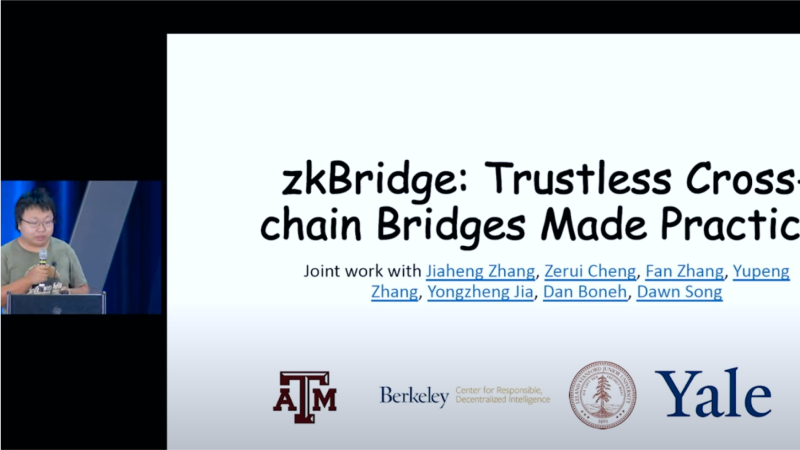 zkBridge: Trustless Cross-
chain Bridges Made Practic
Joint work with Jiaheng Zhang, Zerui Cheng, Fan Zhang, Yupeng
Zhang, Yongzheng Jia, Dan Boneh, Dawn Song
ATM
Berkeley Center for Responsible,
Decentralized Intelligence
Yale